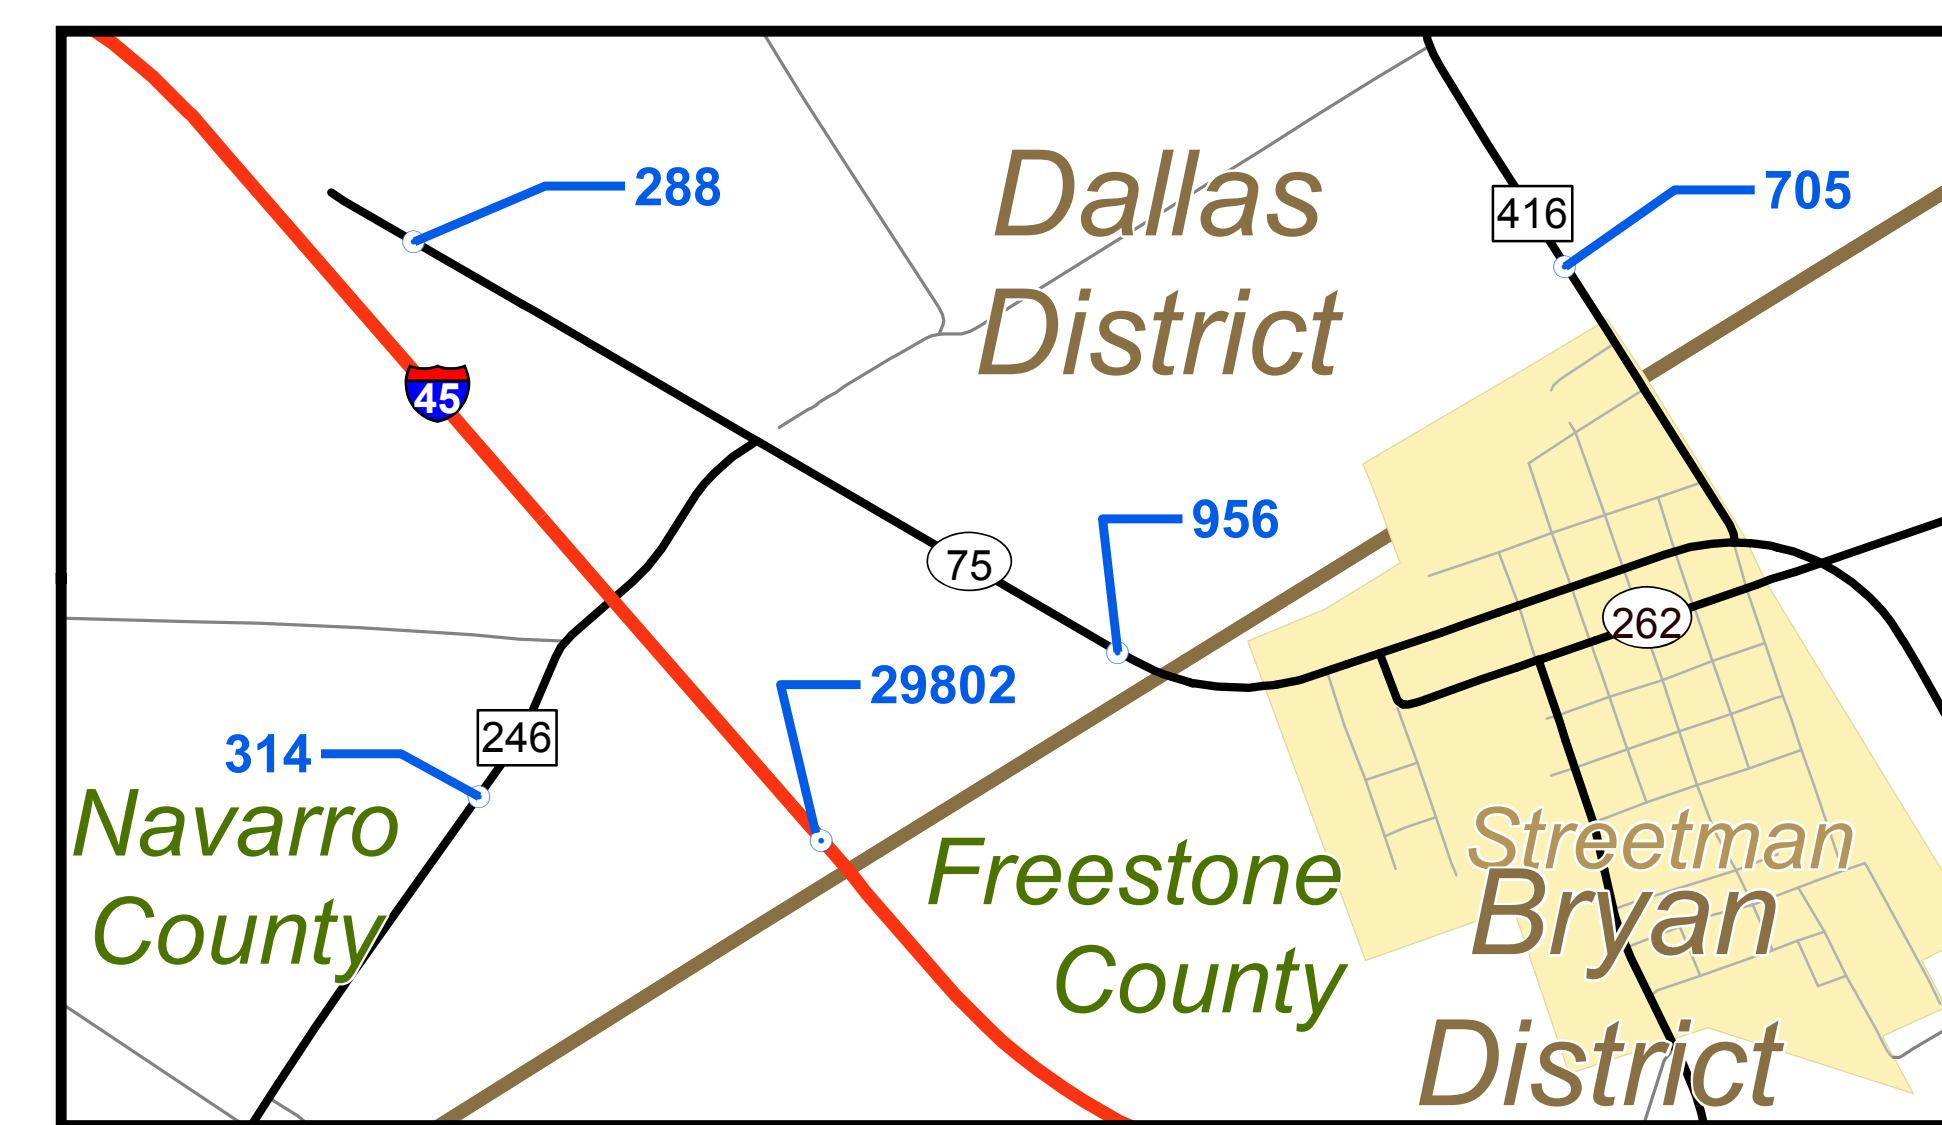 288
Dallas
District
416
705
45
956
75
262
29802
246
314
Navarro
County
Freestone
County
Streetman
Bryan
District